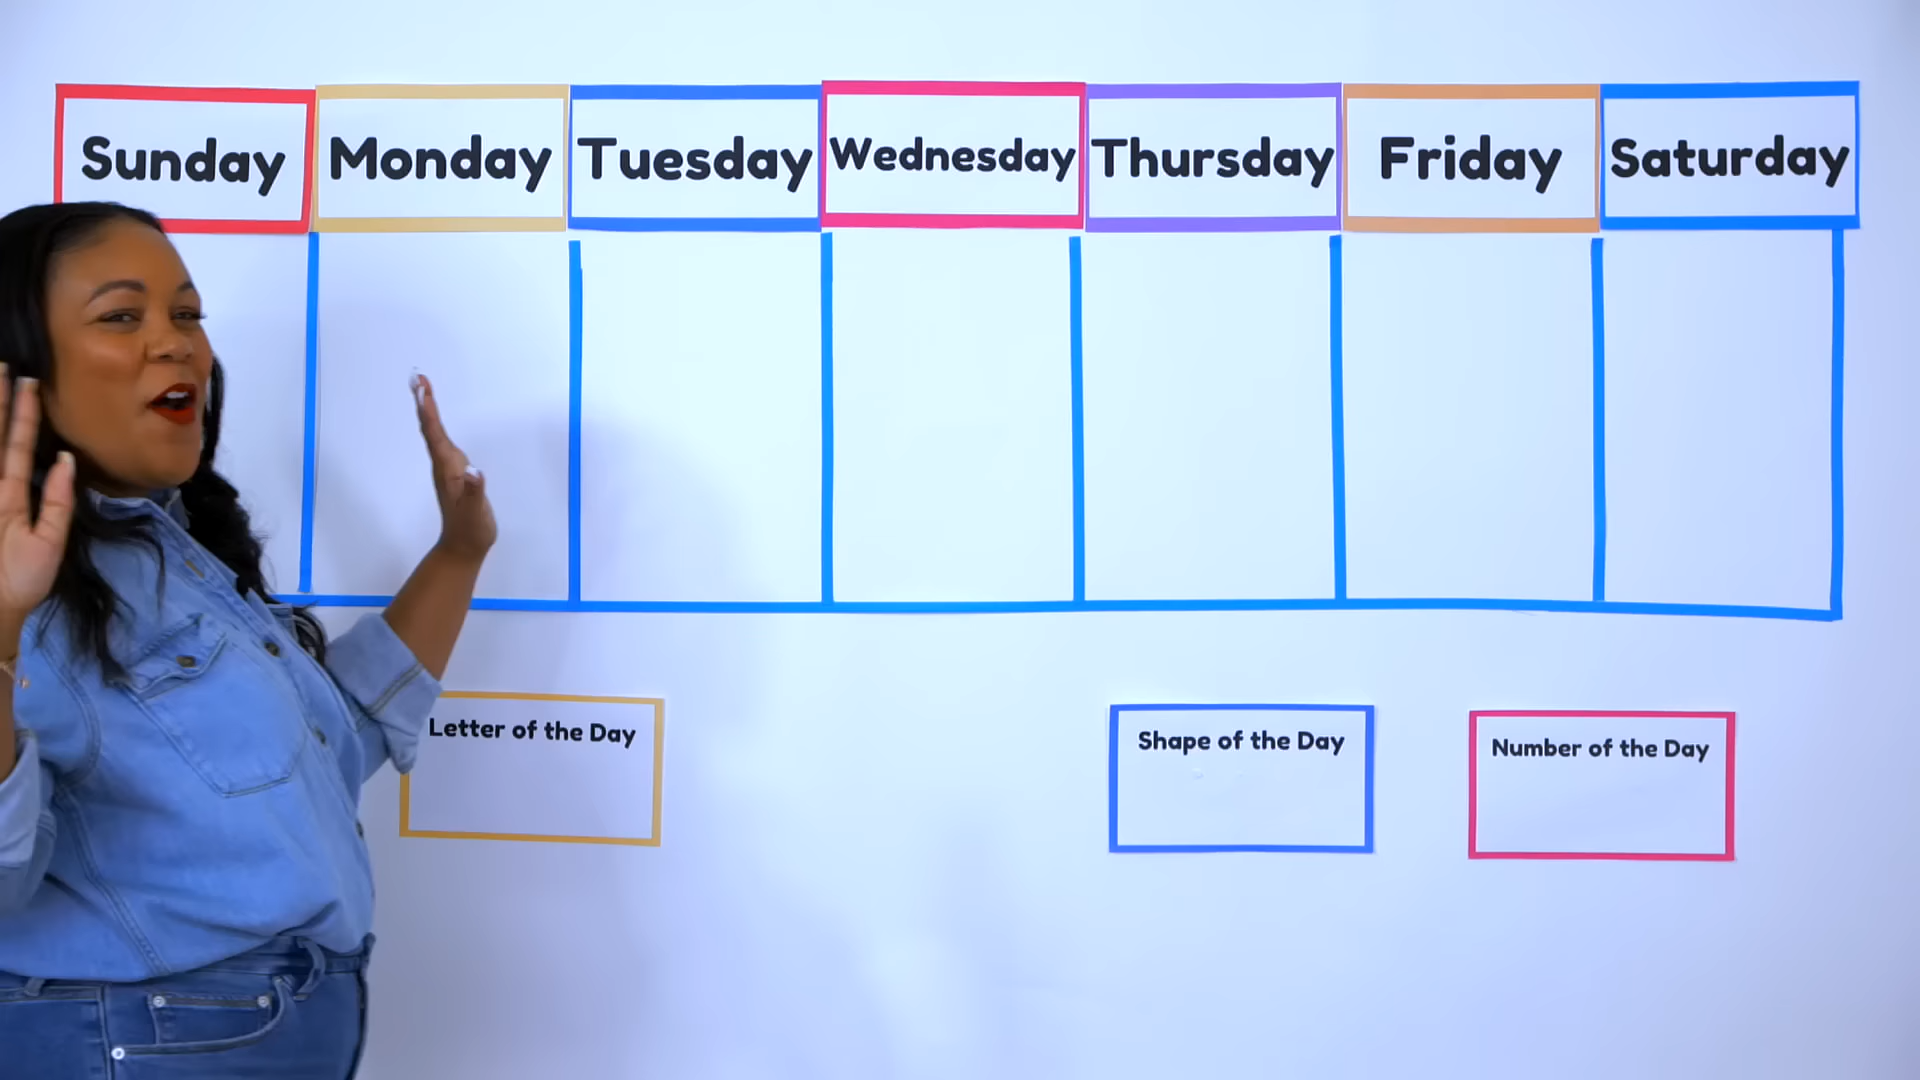 Sunday Monday Tuesday Wednesday Thursday Friday Saturday
Letter of the Day
Shape of the Day
Number of the Day